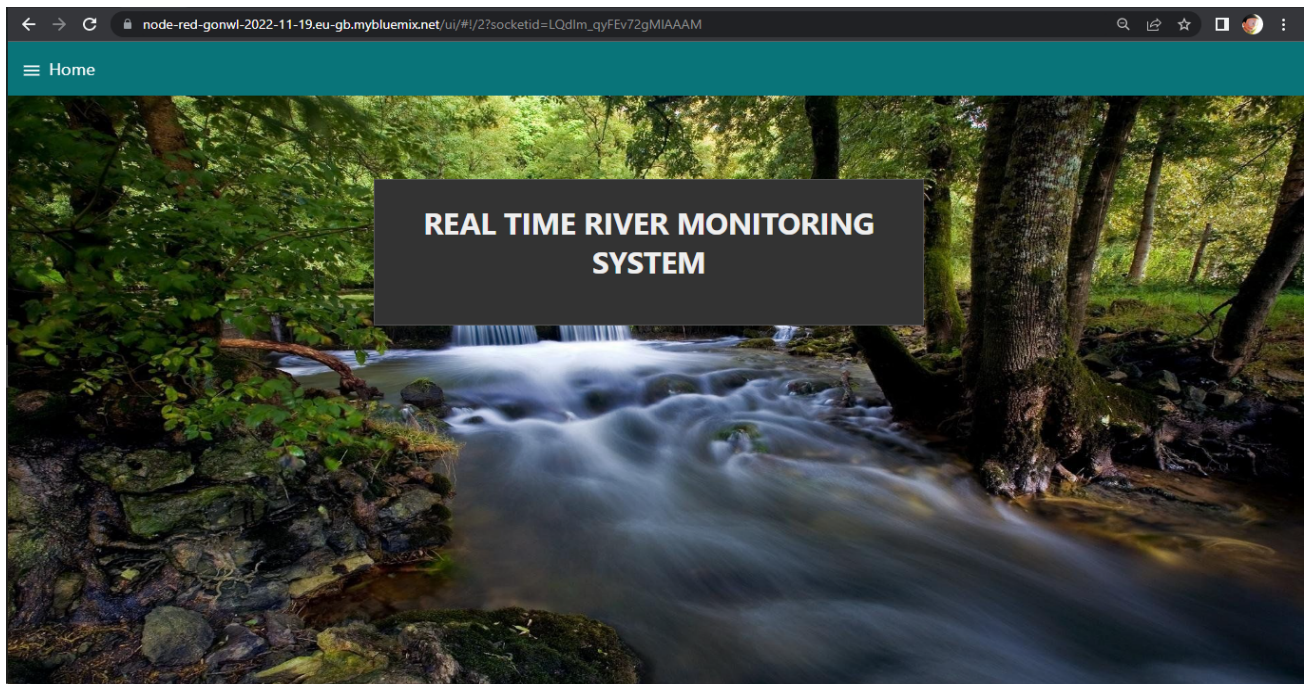 node-red-gonwl-2022-11-19.eu-gb.mybluemix.net/ui/#!/2?socketid=LQdIm_qyFEv72gMIAAAM
Home
REAL TIME RIVER MONITORING
SYSTEM